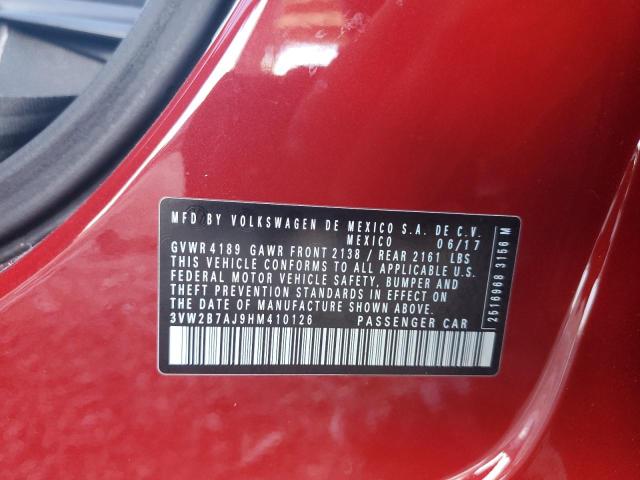 MFD BY VOLKSWAGEN DE MEXICO S.A. DE C.V.
MEXICO 06/17
GVWR 4189 GAWR FRONT 2138 / REAR 2161 LBS
THIS VEHICLE CONFORMS TO ALL APPLICABLE U.S.
FEDERAL MOTOR VEHICLE SAFETY, BUMPER AND
THEFT PREVENTION STANDARDS IN EFFECT ON
THE DATE OF MANUFACTURE SHOWN ABOVE.
3VW2B7AJ9HM410126 PASSENGER CAR
2516968 3156 M